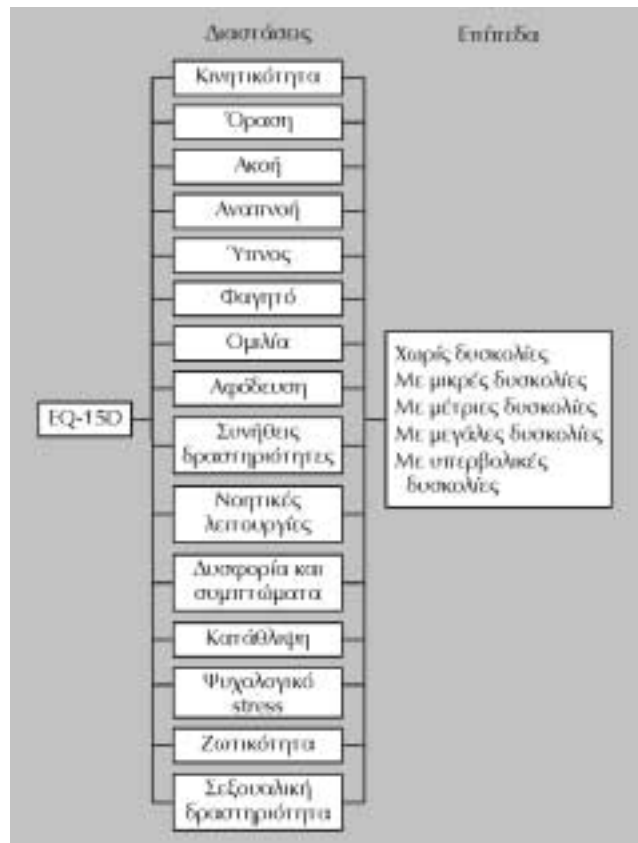 Διαστάσεις
Επίπεδα
Κινητικότητα
Όραση
Ακοή
Αναπνοή
Ύπνος
Φαγητό
Ομιλία
Αφόδευση
Συνήθεις
δραστηριότητες
Νοητικές
λειτουργίες
Δυσφορία και
συμπτώματα
Κατάθλιψη
Ψυχολογικό
stress
Ζωτικότητα
Σεξουαλική
δραστηριότητα
EQ-15D
Χωρίς δυσκολίες
Με μικρές δυσκολίες
Με μέτριες δυσκολίες
Με μεγάλες δυσκολίες
Με υπερβολικές
δυσκολίες